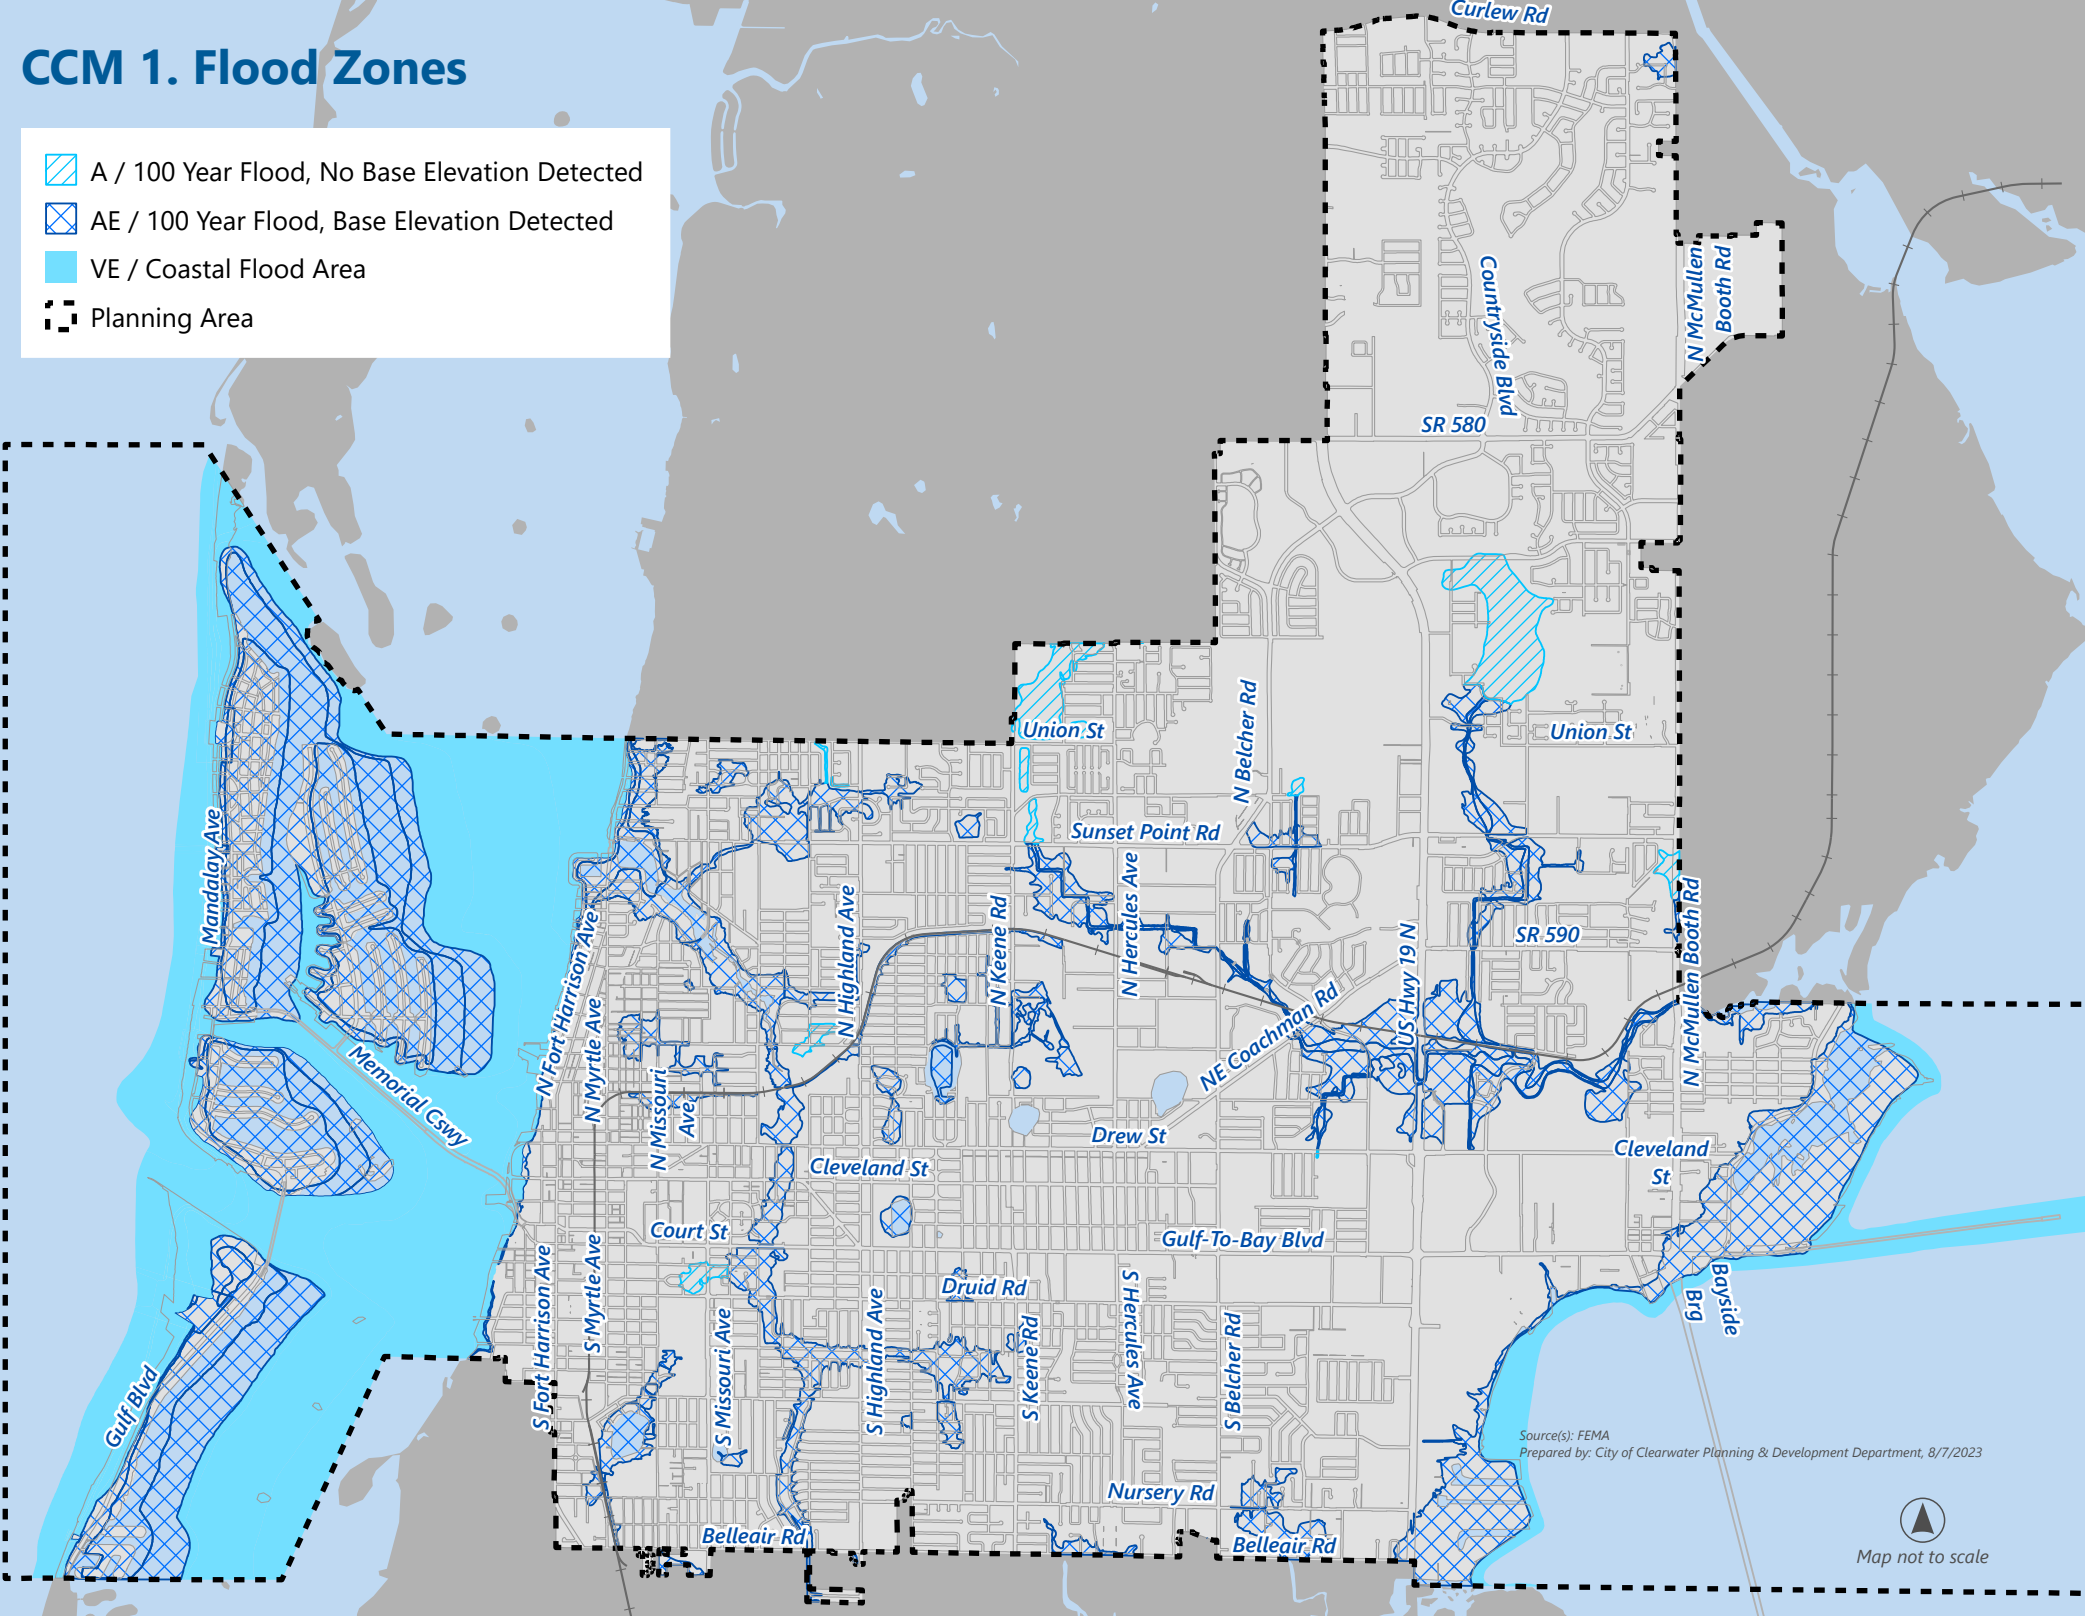 CCM 1. Flood Zones
A / 100 Year Flood, No Base Elevation Detected
AE / 100 Year Flood, Base Elevation Detected
VE / Coastal Flood Area
Planning Area
Curlew Rd
N McMullen
Booth Rd
Countryside Blvd
SR 580
Union St
Union St
N Belcher Rd
Mandalay Ave
Sunset Point Rd
N Highland Ave
N Hercules Ave
N Keene Rd
N Fort Harrison Ave
US Hwy 19 N
SR 590
N McMullen Booth Rd
N Myrtle Ave
NE Coachman Rd
Memorial Cswy
N Missouri
Ave
Drew St
Cleveland
St
Cleveland St
Court St
Gulf-To-Bay Blvd
Druid Rd
Bayside
Brg
S Fort Harrison Ave
S Myrtle Ave
S Missouri Ave
S Highland Ave
S Keene Rd
S Hercules Ave
S Belcher Rd
Gulf Blvd
Source(s): FEMA
Prepared by: City of Clearwater Planning & Development Department, 8/7/2023
Nursery Rd
Belleair Rd
Belleair Rd
Map not to scale